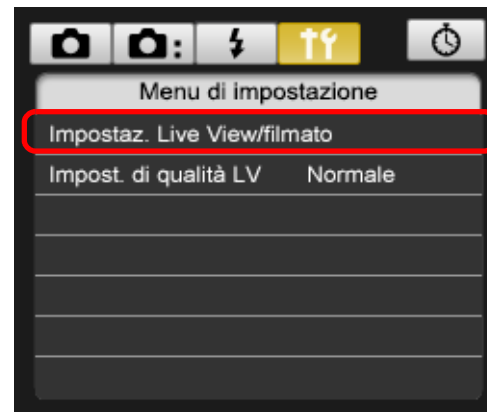 Menu di impostazione
Impostaz. Live View/filmato
Impost. di qualità LV Normale